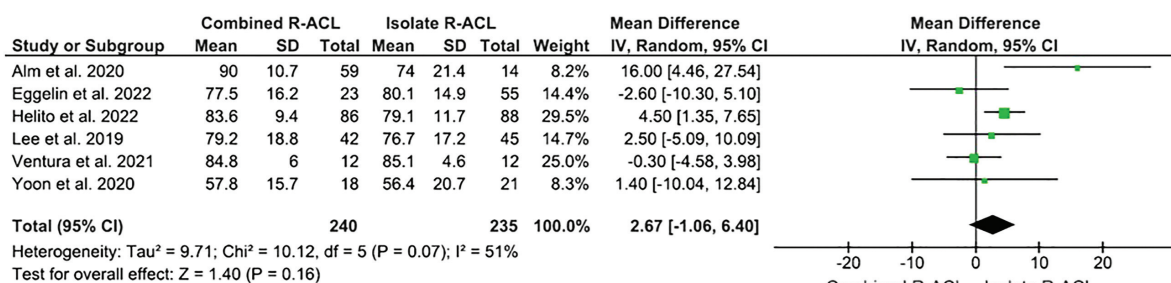 Combined R-ACL Isolate R-ACL Mean Difference Mean Difference
Study or Subgroup Mean SD Total Mean SD Total Weight IV, Random, 95% CI IV, Random, 95% CI
Alm et al. 2020 90 10.7 59 74 21.4 14 8.2% 16.00 [4.46, 27.54]
Eggelin et al. 2022 77.5 16.2 23 80.1 14.9 55 14.4% -2.60 [-10.30, 5.10]
Helito et al. 2022 83.6 9.4 86 79.1 11.7 88 29.5% 4.50 [1.35, 7.65]
Lee et al. 2019 79.2 18.8 42 76.7 17.2 45 14.7% 2.50 [-5.09, 10.09]
Ventura et al. 2021 84.8 6 12 85.1 4.6 12 25.0% -0.30 [-4.58, 3.98]
Yoon et al. 2020 57.8 15.7 18 56.4 20.7 21 8.3% 1.40 [-10.04, 12.84]
Total (95% CI) 240 235 100.0% 2.67 [-1.06, 6.40]
Heterogeneity: Tau² = 9.71; Chi² = 10.12, df = 5 (P = 0.07); I² = 51%
Test for overall effect: Z = 1.40 (P = 0.16)
-20 -10 0 10 20